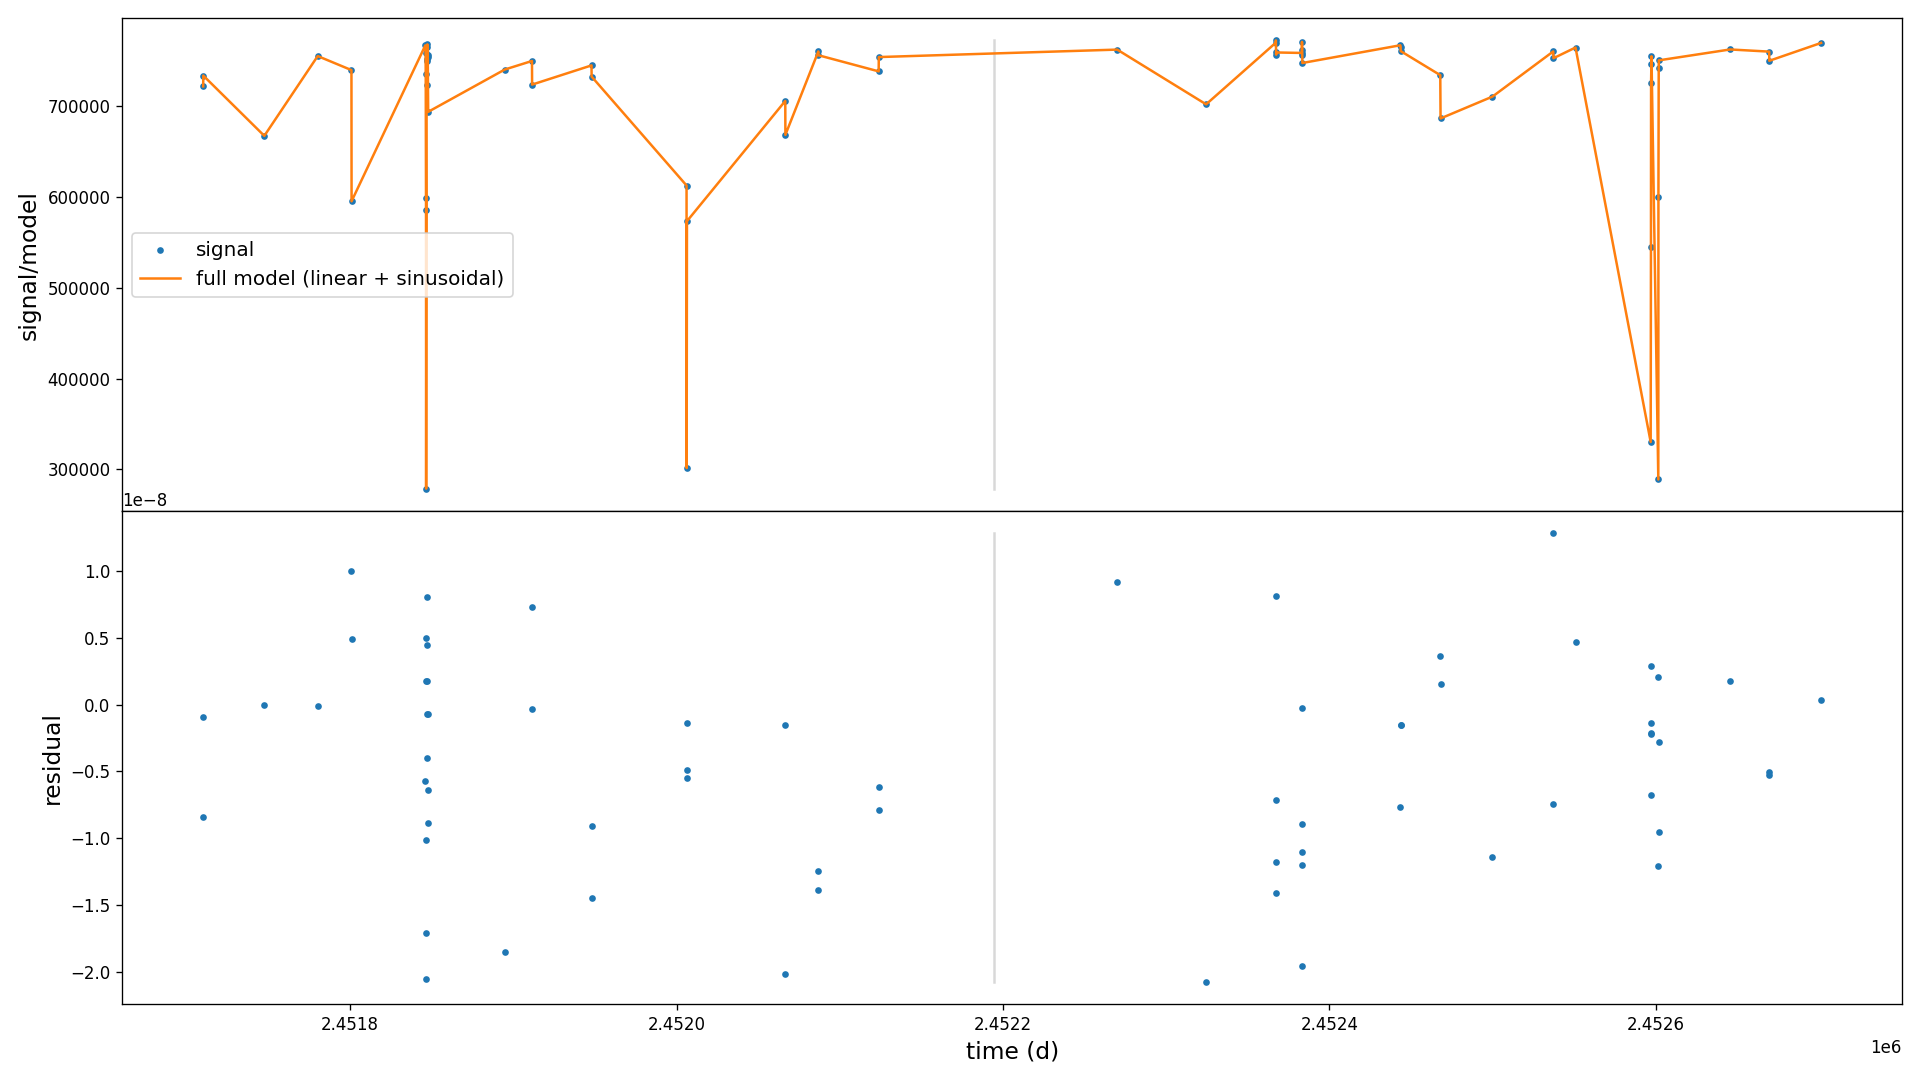 signal/model
700000
600000
500000
400000
300000
signal
full model (linear + sinusoidal)
1e−8
residual
1.0
0.5
0.0
−0.5
−1.0
−1.5
−2.0
2.4518 2.4520 2.4522 2.4524 2.4526
time (d)
1e6